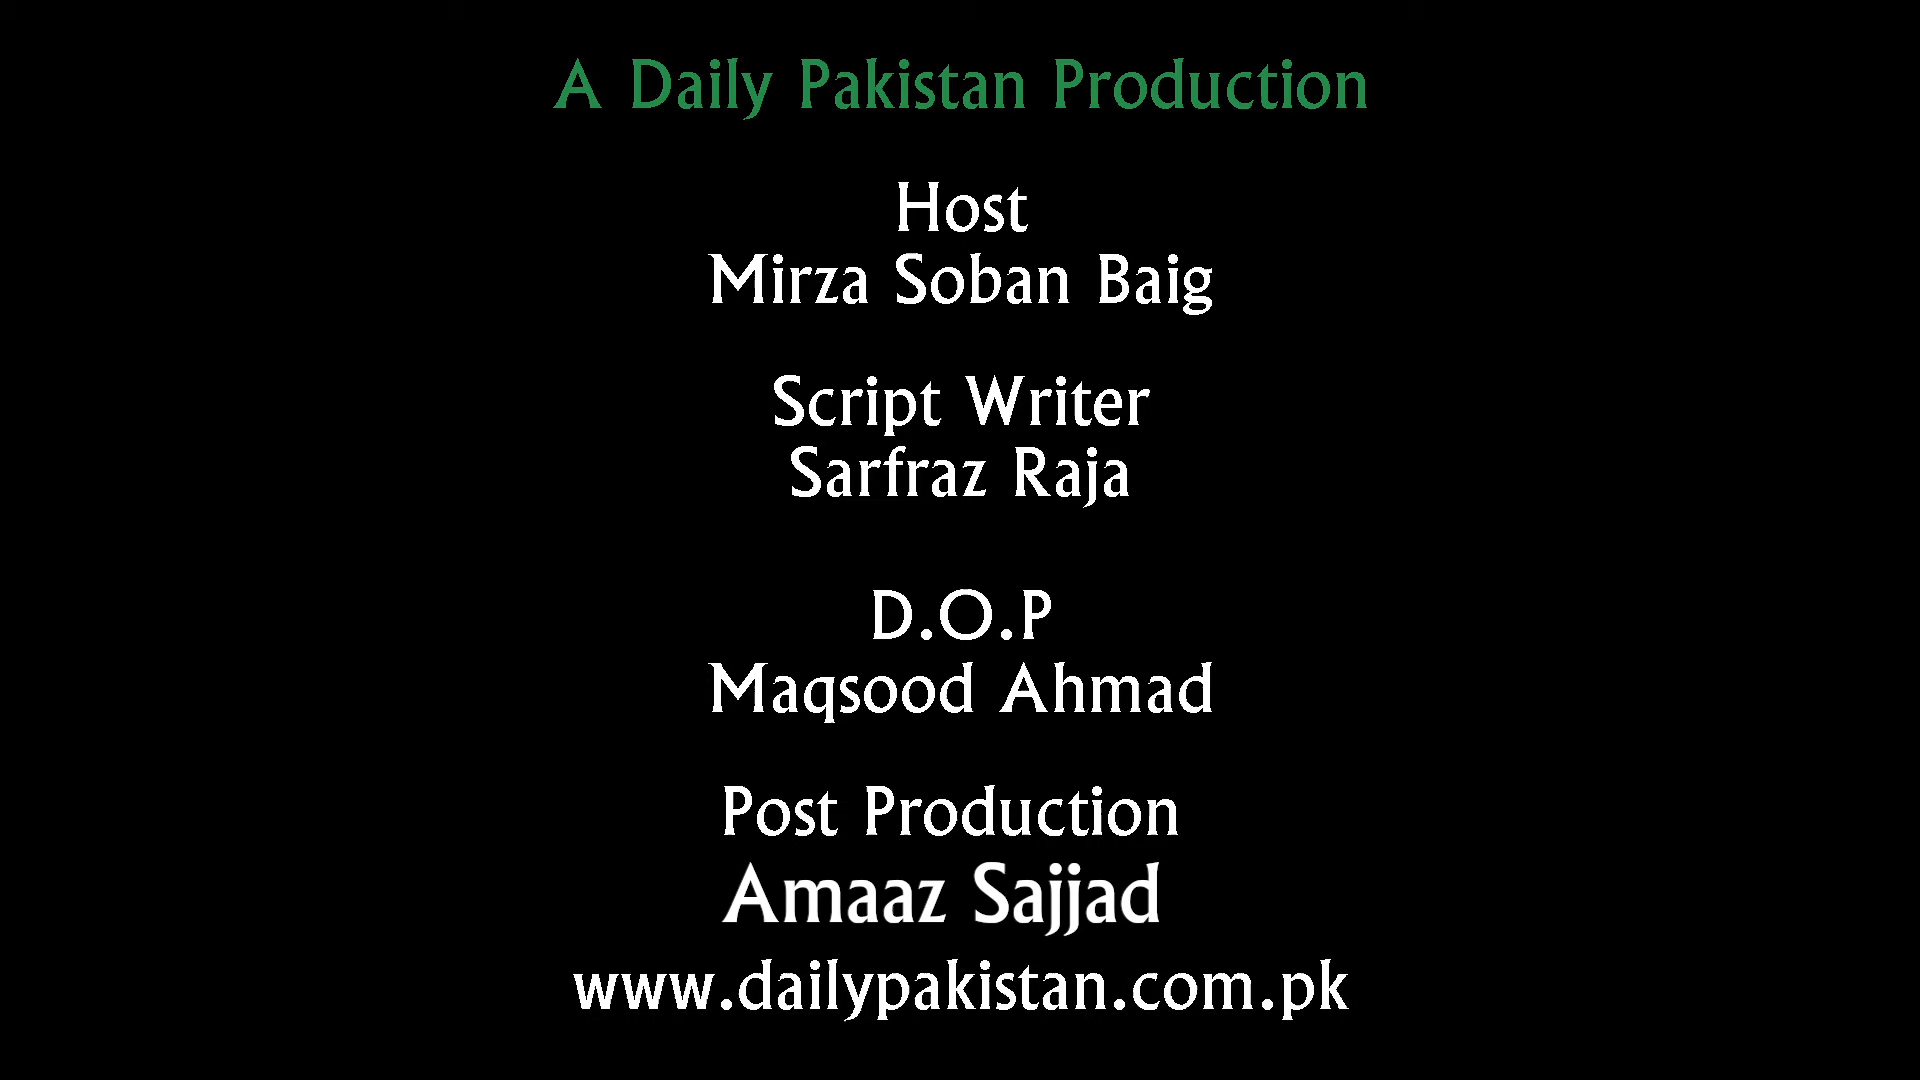 A Daily Pakistan Production
Host
Mirza Soban Baig
Script Writer
Sarfraz Raja
D.O.P
Maqsood Ahmad
Post Production
Amaaz Sajjad
www.dailypakistan.com.pk